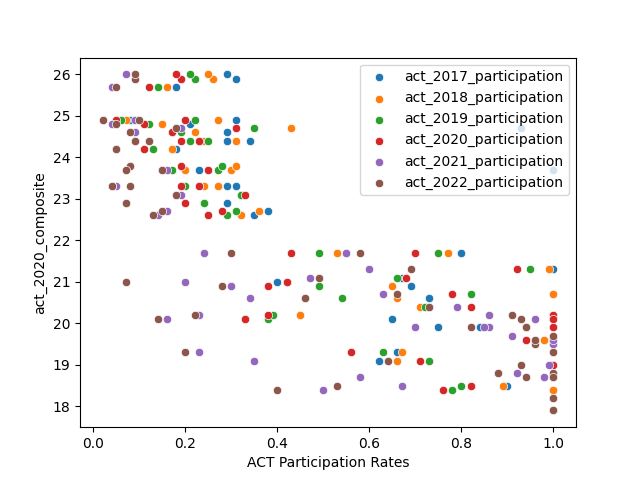 26
25
24
23
22
21
20
19
18
act_2020_composite
act_2017_participation
act_2018_participation
act_2019_participation
act_2020_participation
act_2021_participation
act_2022_participation
0.0 0.2 0.4 0.6 0.8 1.0
ACT Participation Rates